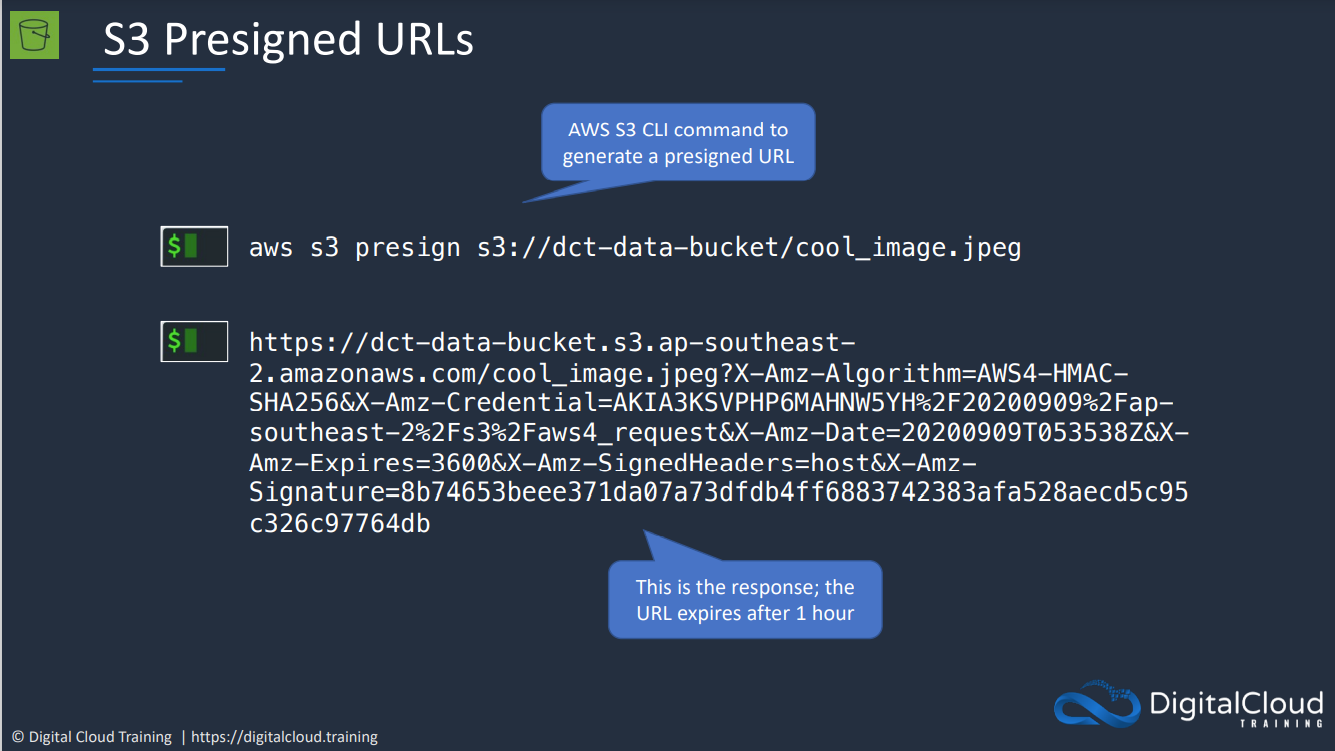 S3 Presigned URLs
AWS S3 CLI command to
generate a presigned URL
$
aws s3 presign s3://dct-data-bucket/cool_image.jpeg
$
https://dct-data-bucket.s3.ap-southeast-
2.amazonaws.com/cool_image.jpeg?X-Amz-Algorithm=AWS4-HMAC-
SHA256&X-Amz-Credential=AKIA3KSVPHP6MAHNW5YH%2F20200909%2Fap-
southeast-2%2Fs3%2Faws4_request&X-Amz-Date=20200909T053538Z&X-
Amz-Expires=3600&X-Amz-SignedHeaders=host&X-Amz-
Signature=8b74653beee371da07a73dfdb4ff6883742383afa528aecd5c95
c326c97764db
This is the response; the
URL expires after 1 hour
DigitalCloud
TRAINING
© Digital Cloud Training | https://digitalcloud.training